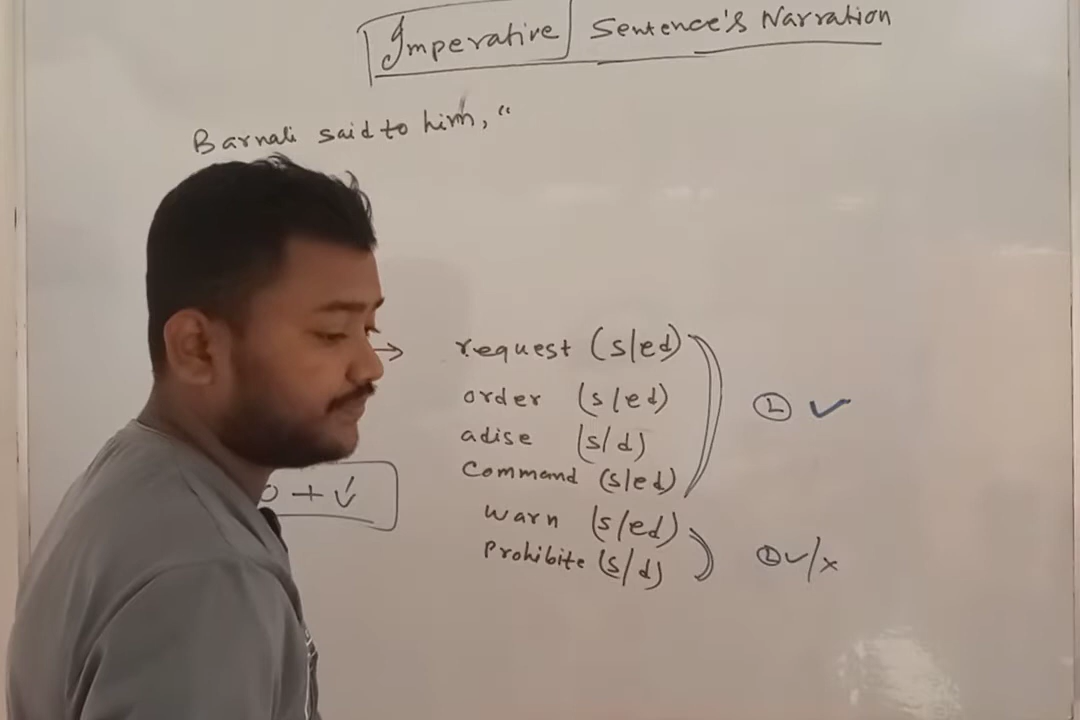 Imperative Sentence's Narration
Barnali said to him, "
→ request (s/ed)
order (s/ed)
adise (s/d)
Command (s/ed)
o + v
warn (s/ed)
Prohibite (s/d)
✓
✓/x